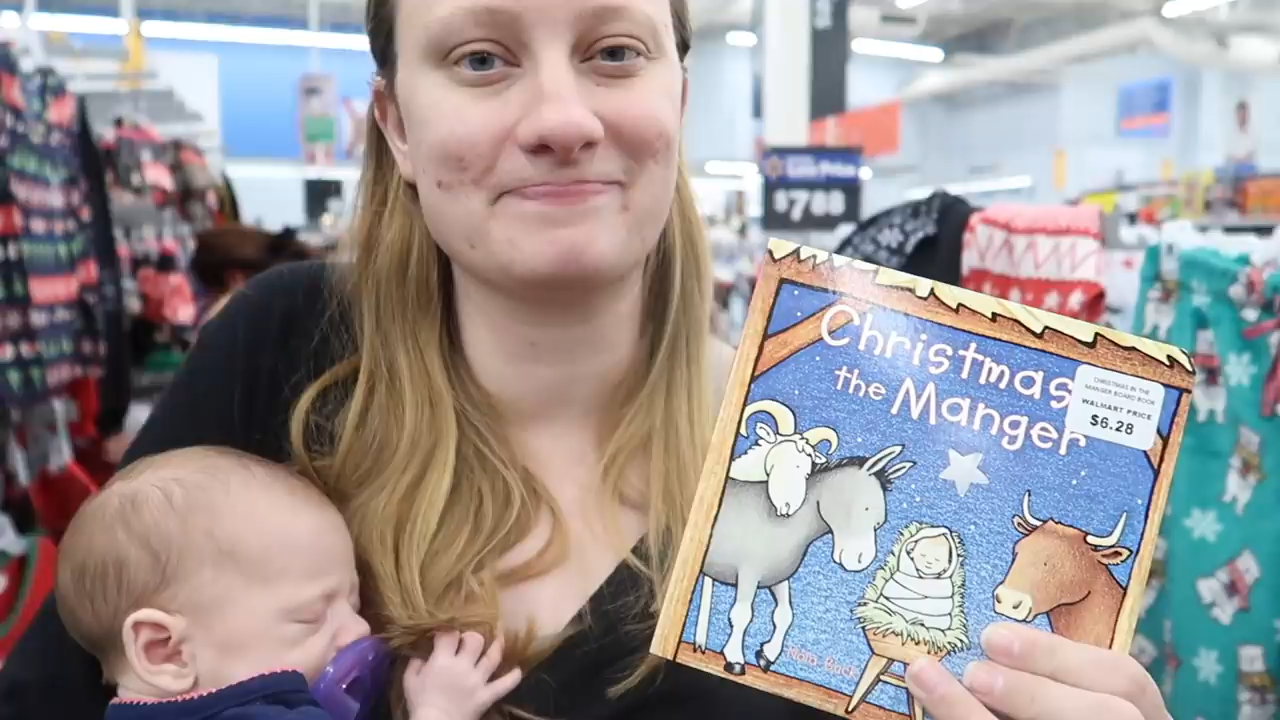 $788
Christmas
the Manger
CHRISTMAS IN THE
MANGER BOARD BOOK
WALMART PRICE
$6.28